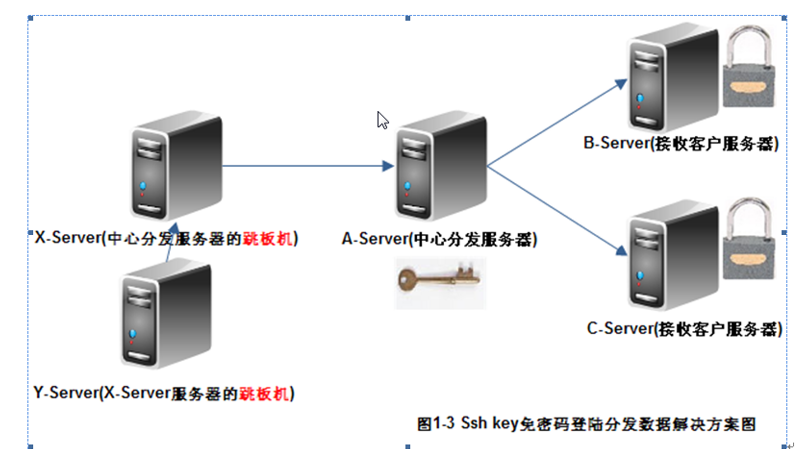 B-Server(接收客户服务器)
X-Server(中心分发服务器的跳板机)
A-Server(中心分发服务器)
C-Server(接收客户服务器)
Y-Server(X-Server服务器的跳板机)
图1-3 Ssh key免密码登陆分发数据解决方案图